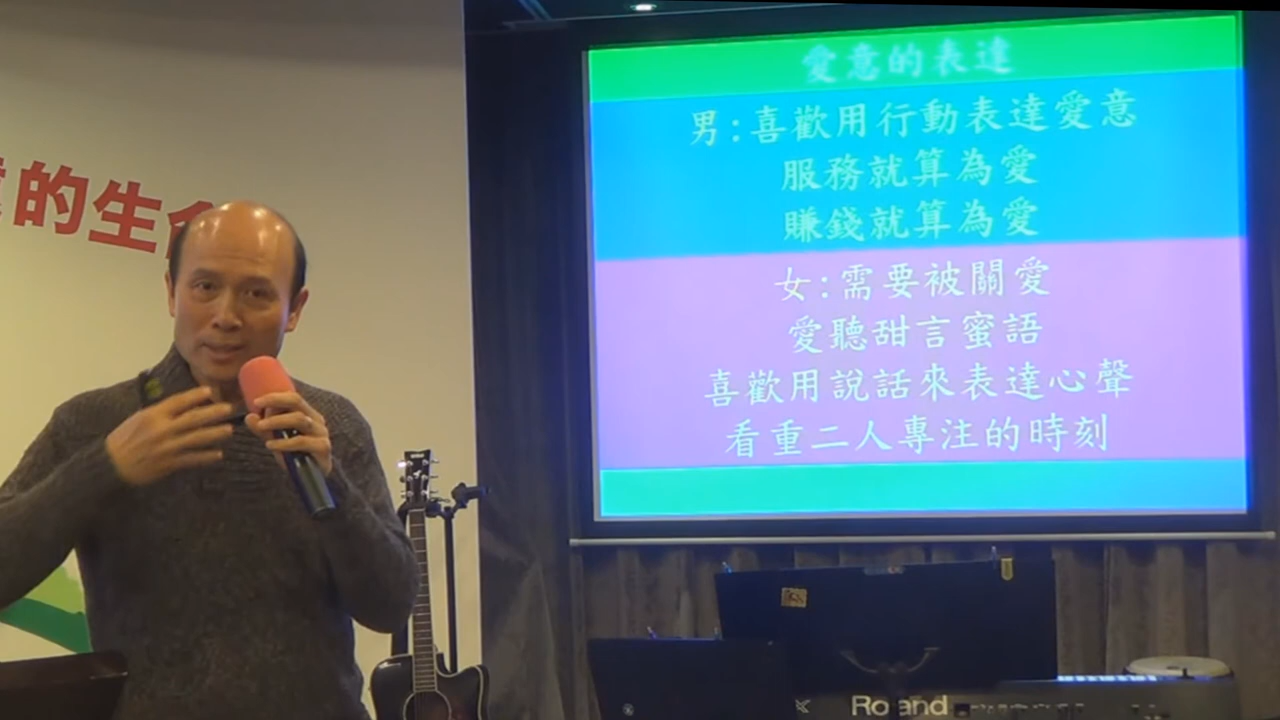 愛意的表達
男:喜歡用行動表達愛意
服務就算為愛
賺錢就算為愛
女:需要被關愛
愛聽甜言蜜語
喜歡用說話來表達心聲
看重二人專注的時刻
的生
Roland